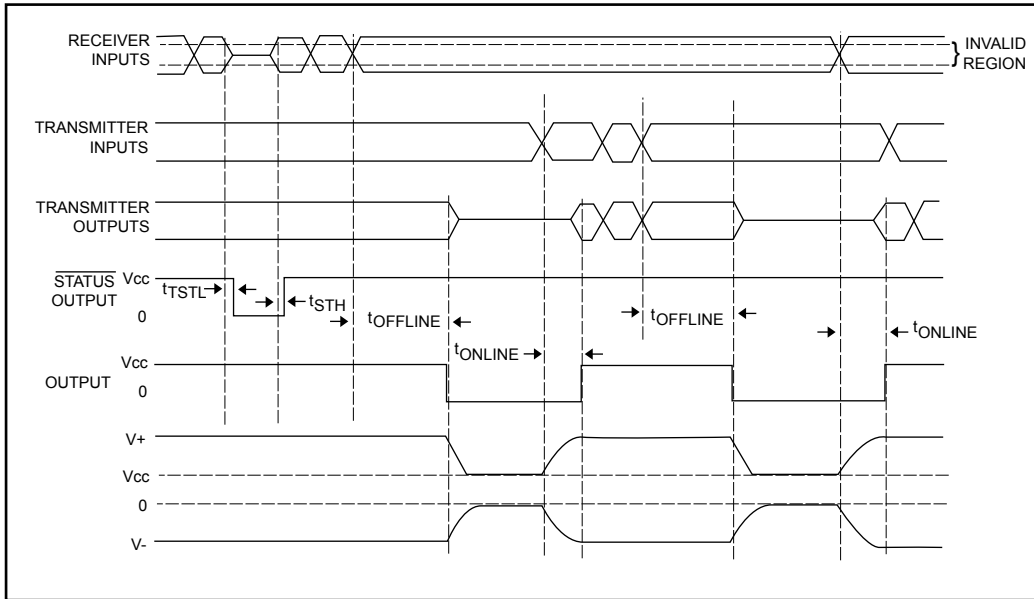 RECEIVER
INPUTS
INVALID
REGION
}
TRANSMITTER
INPUTS
TRANSMITTER
OUTPUTS
STATUS
OUTPUT
Vcc
0
tTSTL
tSTH
tOFFLINE
tOFFLINE
tONLINE
tONLINE
OUTPUT
Vcc
0
V+
Vcc
0
V-